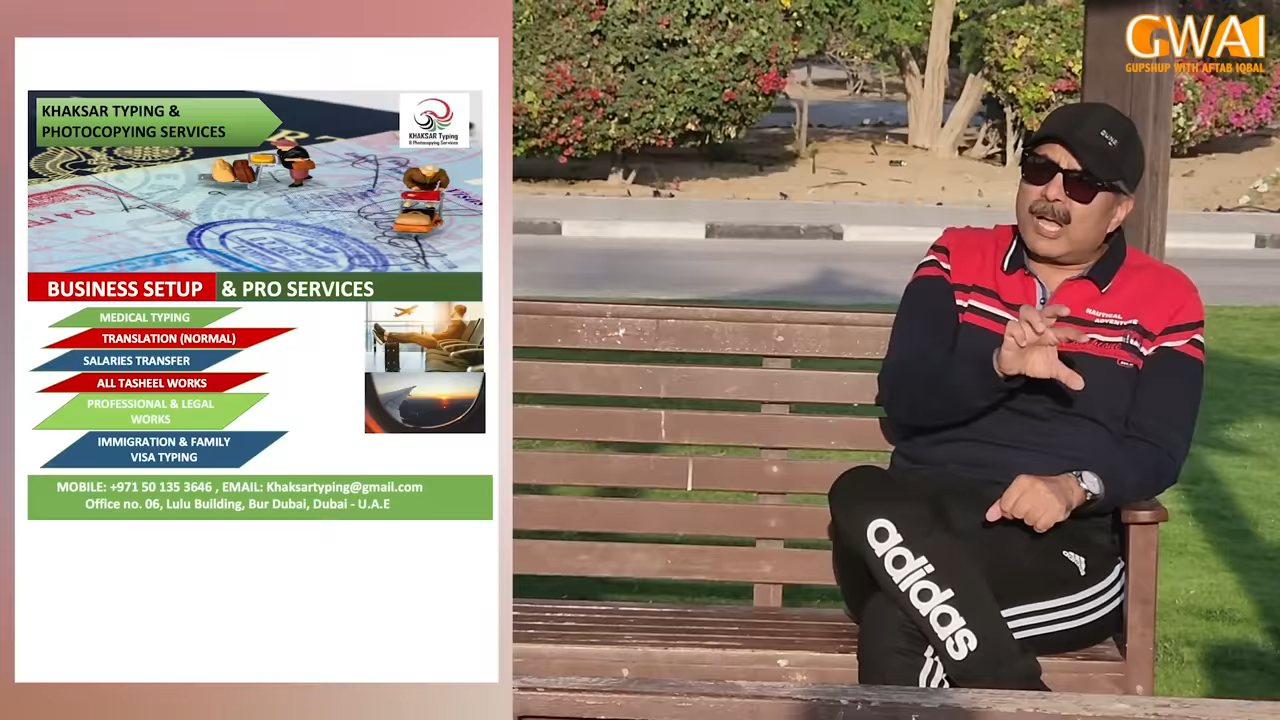 KHAKSAR TYPING &
PHOTOCOPYING SERVICES
KHAKSAR Typing
& Photocopying Services
BUSINESS SETUP & PRO SERVICES
MEDICAL TYPING
TRANSLATION (NORMAL)
SALARIES TRANSFER
ALL TASHEEL WORKS
PROFESSIONAL & LEGAL
WORKS
IMMIGRATION & FAMILY
VISA TYPING
MOBILE: +971 50 135 3646 , EMAIL: Khaksartyping@gmail.com
Office no. 06, Lulu Building, Bur Dubai, Dubai - U.A.E
GWAI
GUPSHUP WITH AFTAB IQBAL
NAUTICAL
ADVENTURE
adidas